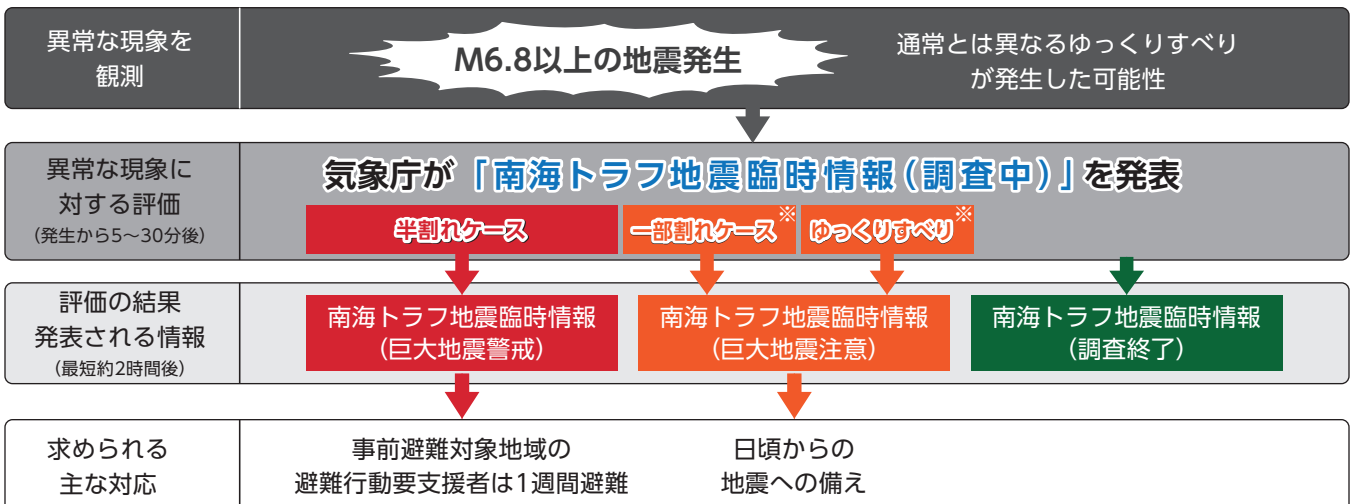 異常な現象を
観測
M6.8以上の地震発生
通常とは異なるゆっくりすべり
が発生した可能性
異常な現象に
対する評価
(発生から5～30分後)
気象庁が「南海トラフ地震臨時情報(調査中)」を発表
半割れケース
一部割れケース※
ゆっくりすべり※
評価の結果
発表される情報
(最短約2時間後)
南海トラフ地震臨時情報
(巨大地震警戒)
南海トラフ地震臨時情報
(巨大地震注意)
南海トラフ地震臨時情報
(調査終了)
求められる
主な対応
事前避難対象地域の
避難行動要支援者は1週間避難
日頃からの
地震への備え